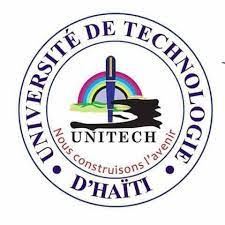 • UNIVERSITÉ DE TECHNOLOGIE •
UNITECH
Nous construisons l'avenir
D'HAÏTI